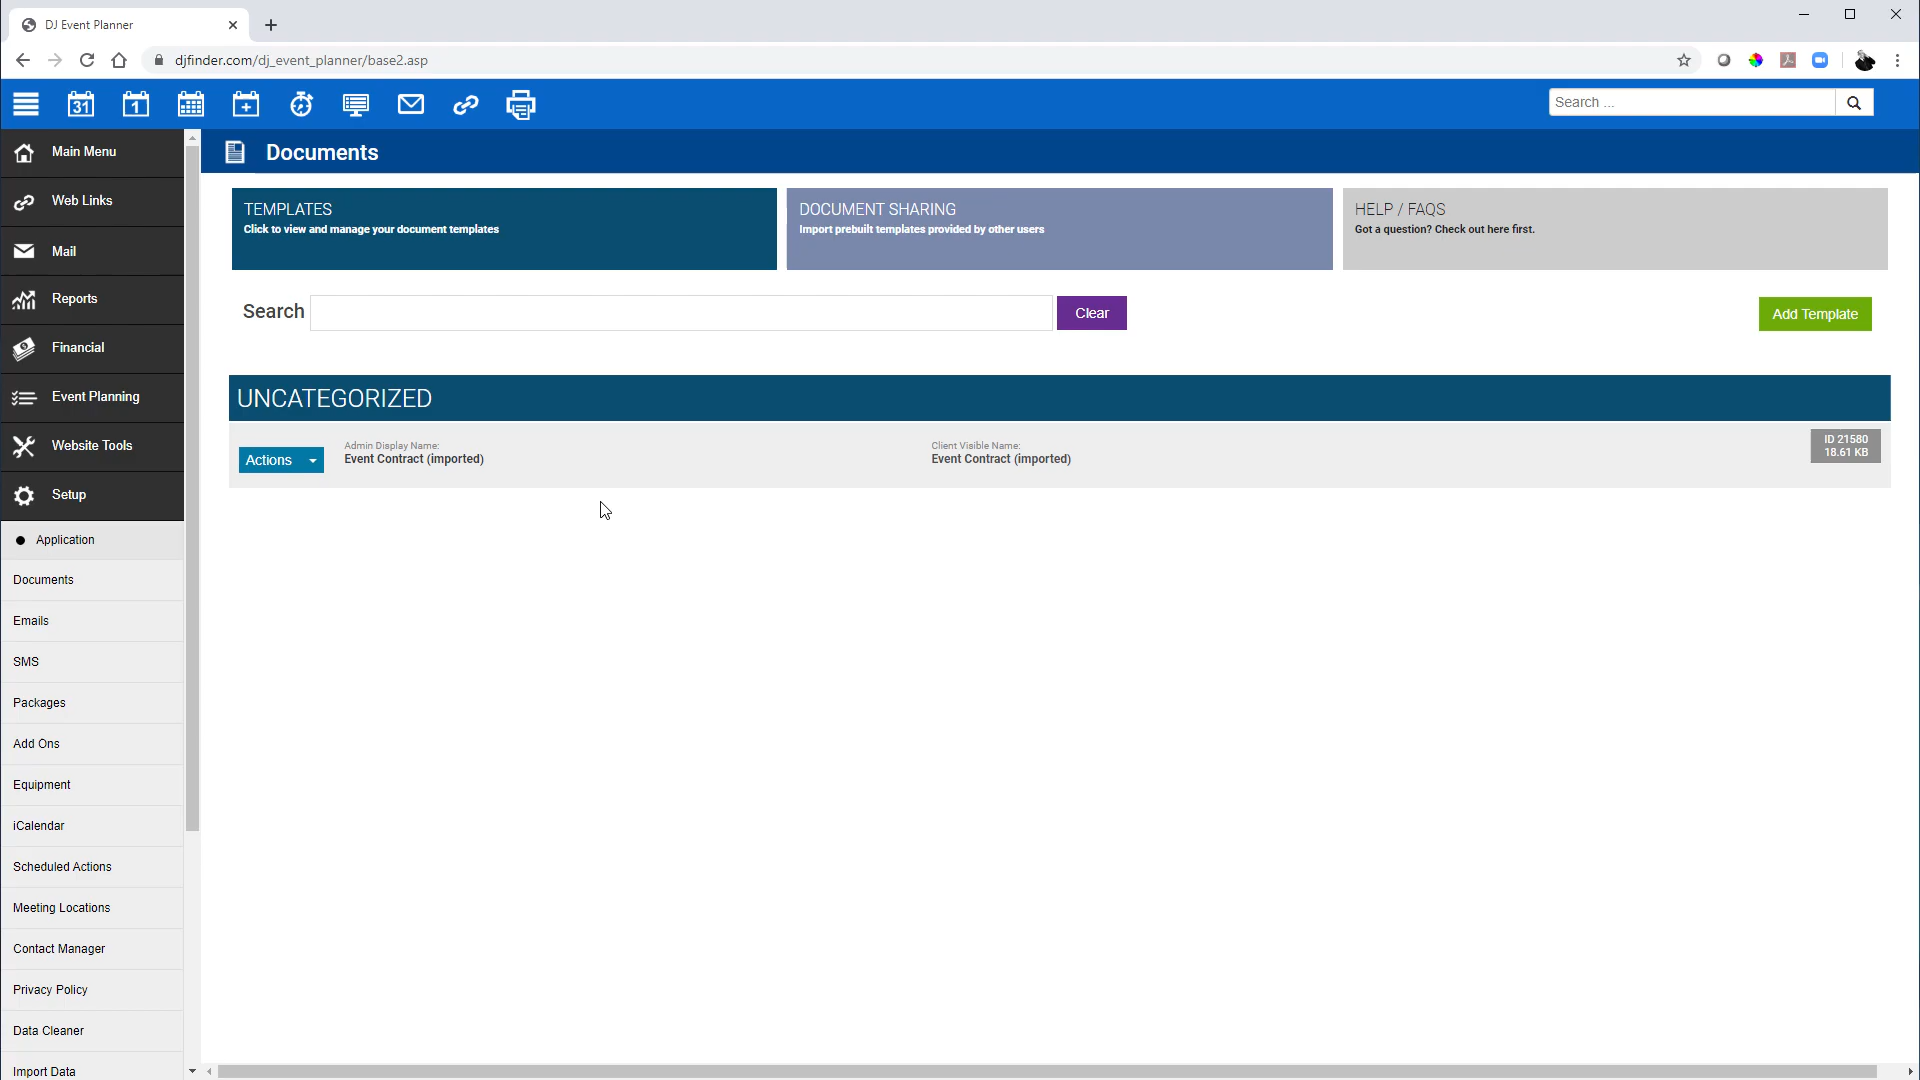 DJ Event Planner
djfinder.com/dj_event_planner/base2.asp
31
1
Search ...
Main Menu
Web Links
Mail
Reports
Financial
Event Planning
Website Tools
Setup
Application
Documents
Emails
SMS
Packages
Add Ons
Equipment
iCalendar
Scheduled Actions
Meeting Locations
Contact Manager
Privacy Policy
Data Cleaner
Import Data
Documents
TEMPLATES
Click to view and manage your document templates
DOCUMENT SHARING
Import prebuilt templates provided by other users
HELP / FAQS
Got a question? Check out here first.
Search
Clear
Add Template
UNCATEGORIZED
Actions
Admin Display Name:
Event Contract (imported)
Client Visible Name:
Event Contract (imported)
ID 21580
18.61 KB